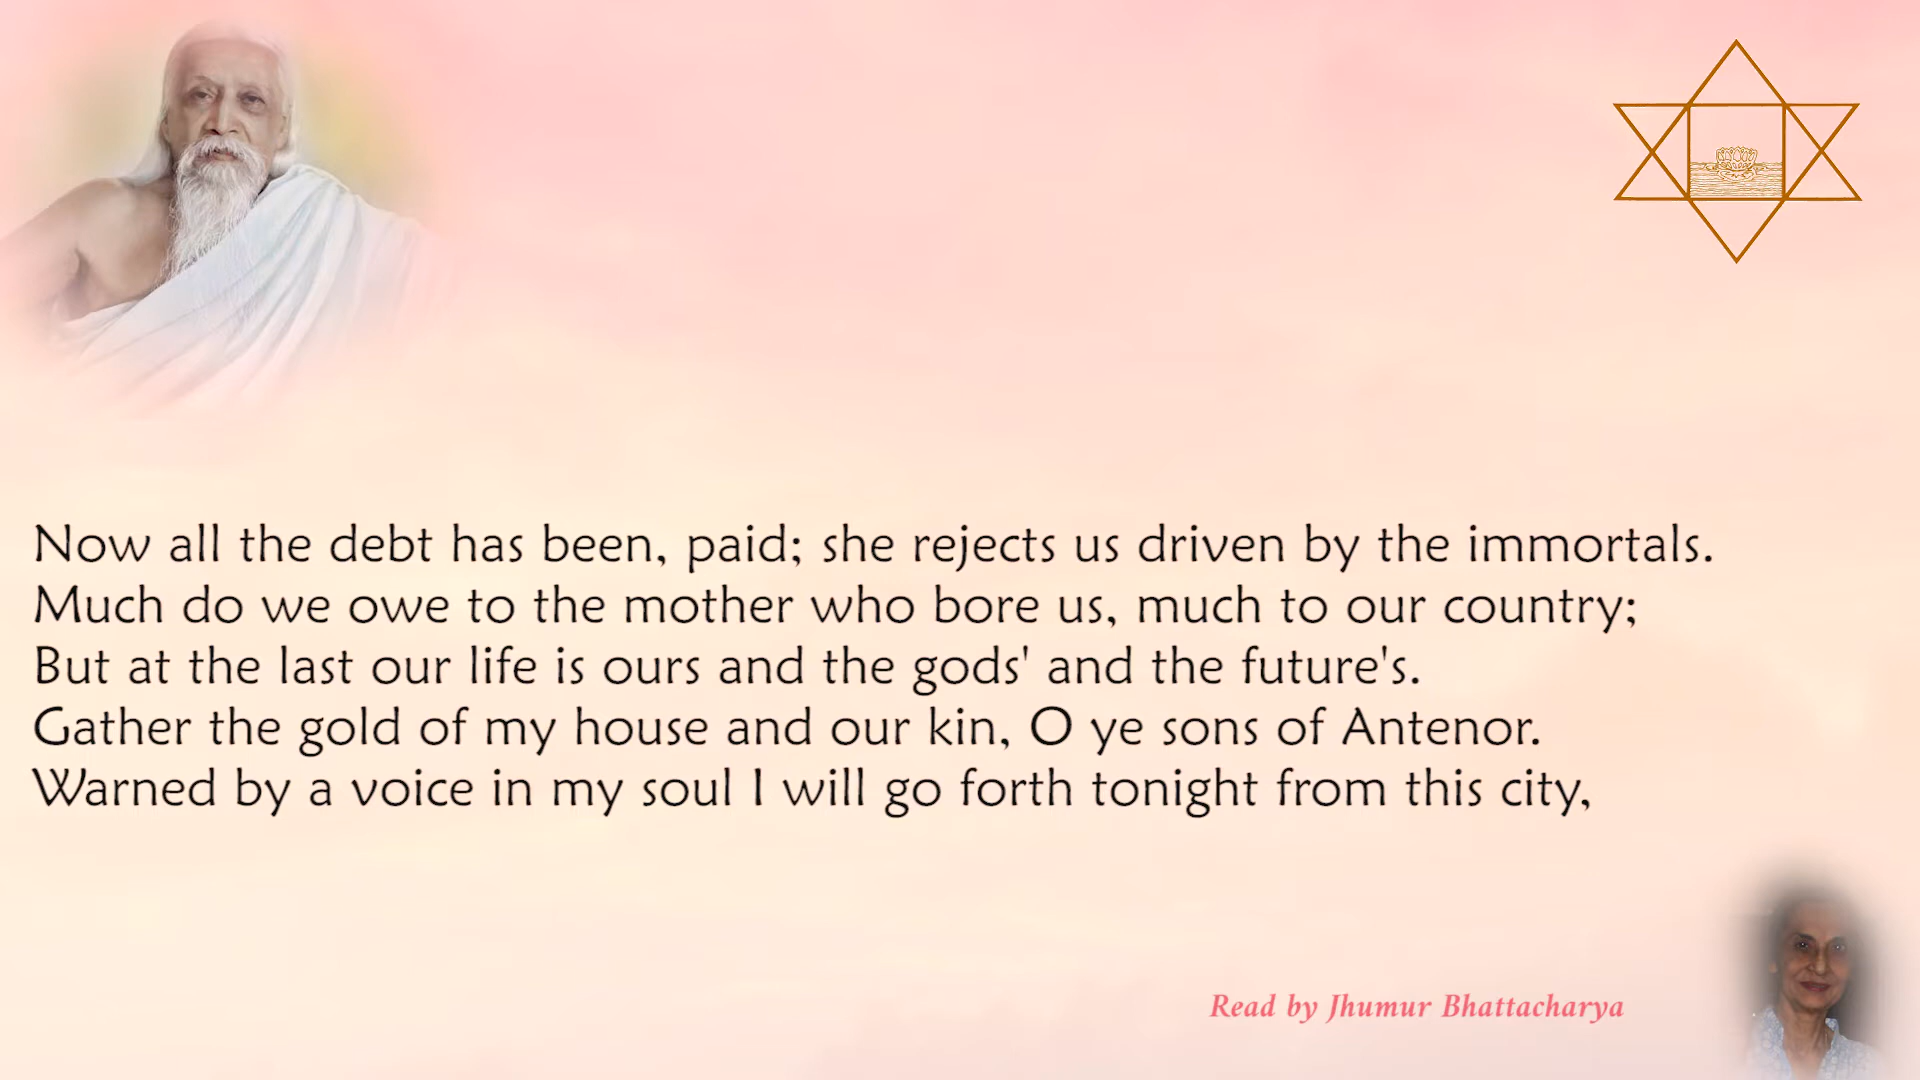 Now all the debt has been, paid; she rejects us driven by the immortals.
Much do we owe to the mother who bore us, much to our country;
But at the last our life is ours and the gods' and the future's.
Gather the gold of my house and our kin, O ye sons of Antenor.
Warned by a voice in my soul I will go forth tonight from this city,
Read by Jhumur Bhattacharya